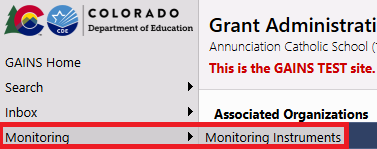 COLORADO
Department of Education
CDE
GAINS Home
Search
Inbox
Monitoring
Monitoring Instruments
Grant Administrati
Annunciation Catholic School (
This is the GAINS TEST site.
Associated Organizations